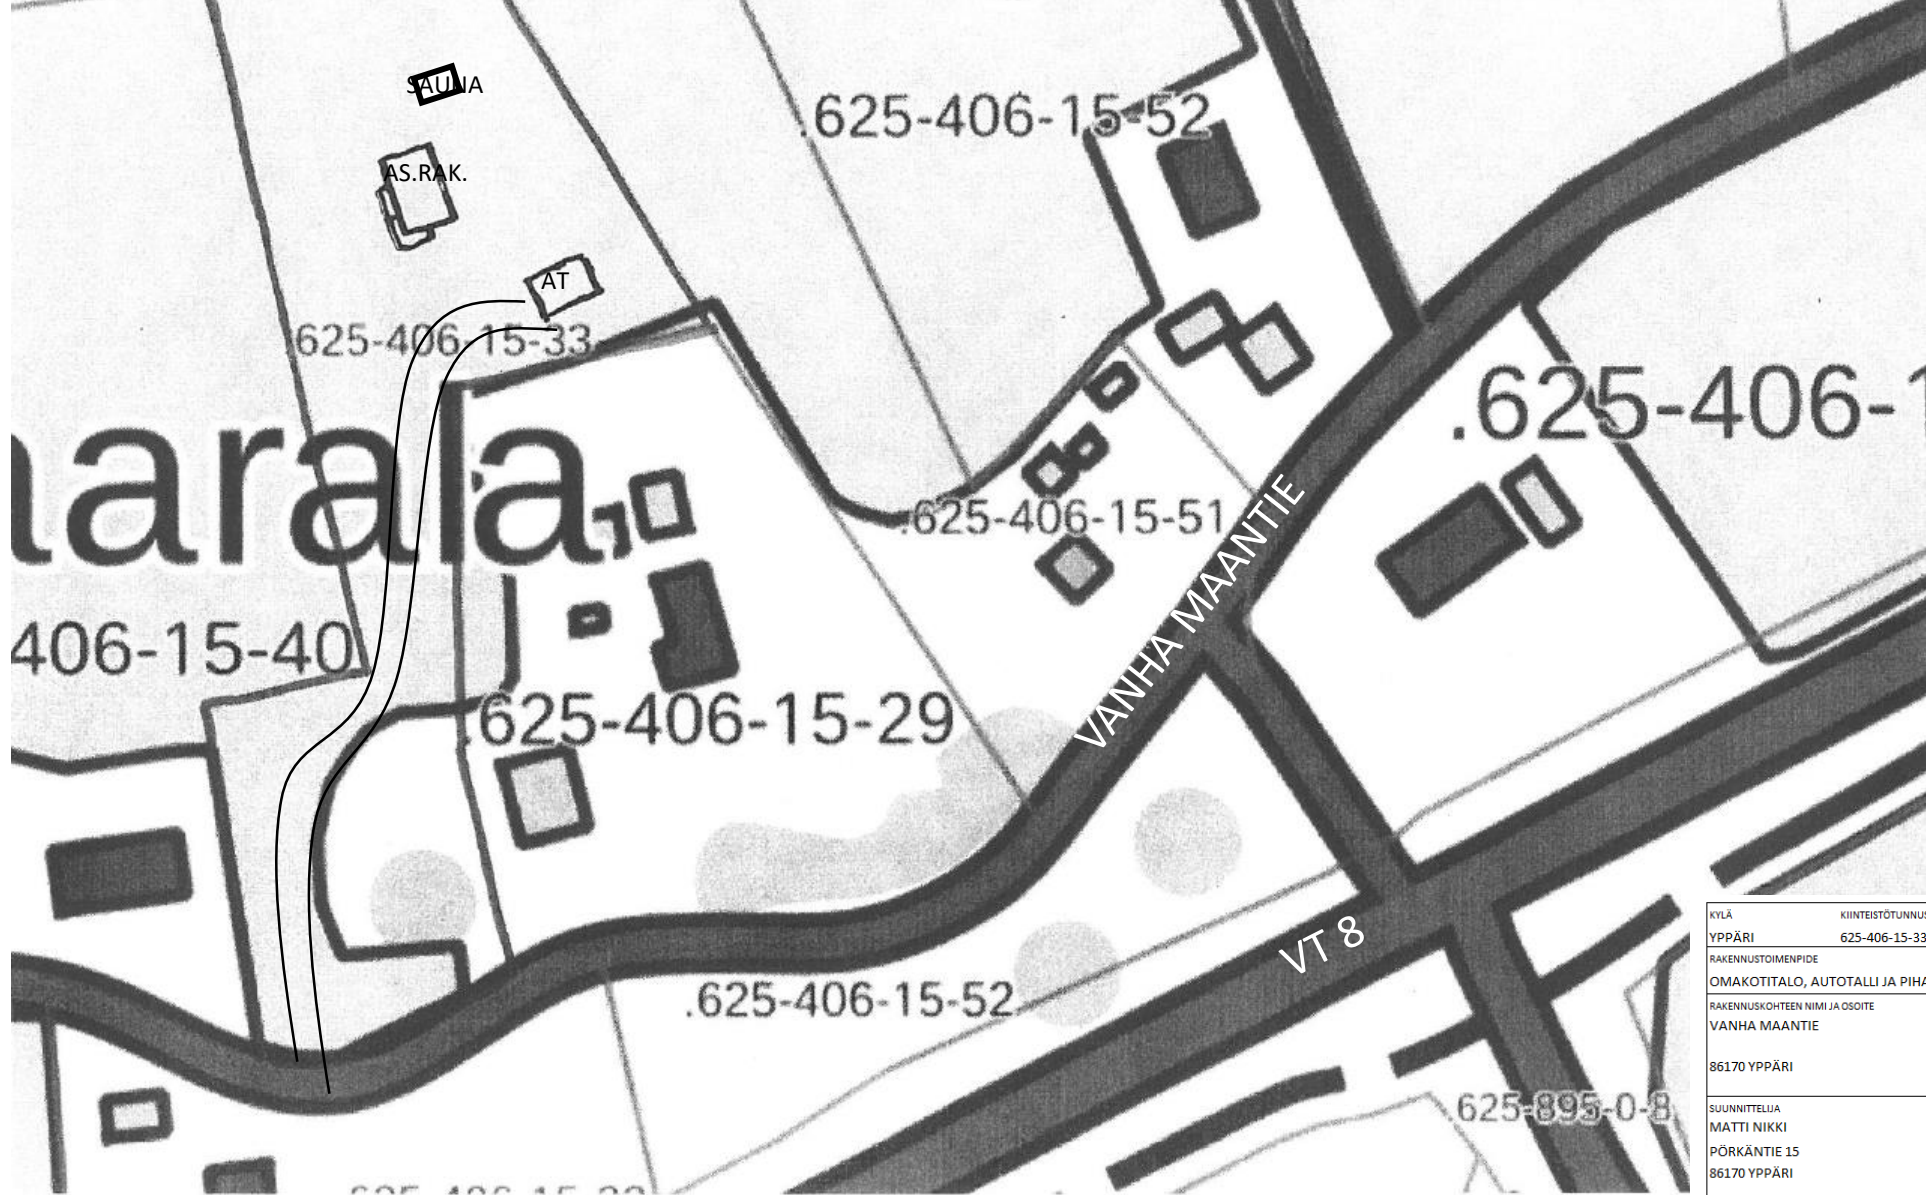 SAUNA
.625-406-15-52
AS.RAK.
AT
625-406-15-33
.625-406-1
aarala
.625-406-15-51
VANHA MAANTIE
406-15-40
.625-406-15-29
VT 8
.625-406-15-52
.625-895-0-8
KYLÄ KIINTEISTÖTUNNUS
YPPÄRI 625-406-15-33
RAKENNUSTOIMENPIDE
OMAKOTITALO, AUTOTALLI JA PIHA
RAKENNUSKOHTEEN NIMI JA OSOITE
VANHA MAANTIE
86170 YPPÄRI
SUUNNITTELIJA
MATTI NIKKI
PÖRKÄNTIE 15
86170 YPPÄRI